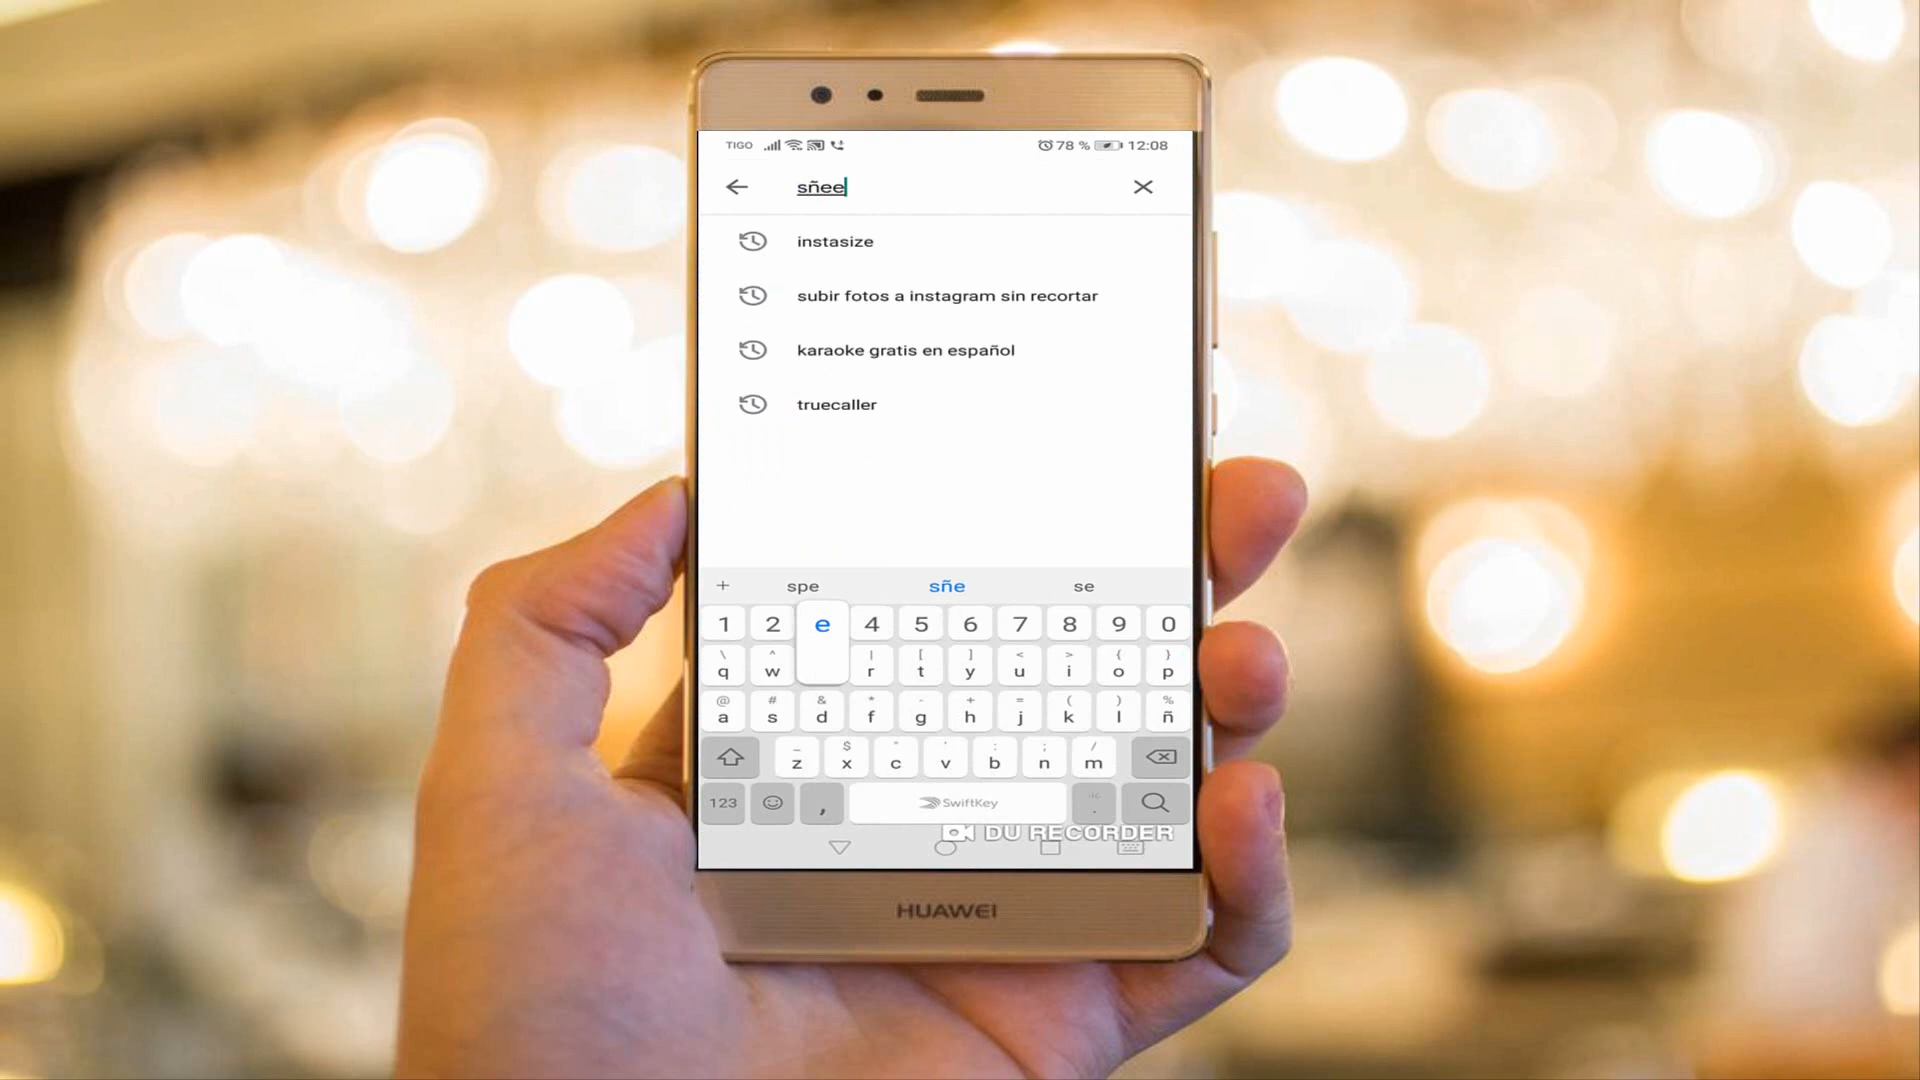 TIGO 78 % 12:08
sñee
instasize
subir fotos a instagram sin recortar
karaoke gratis en español
truecaller
+ spe sñe se
1 2 e 4 5 6 7 8 9 0
\ ^ | [ ] < > { }
q w r t y u i o p
@ # & * - + = ( ) %
a s d f g h j k l ñ
_ $ " ' : ; /
z x c v b n m
123 , SwiftKey .
DU RECORDER
HUAWEI